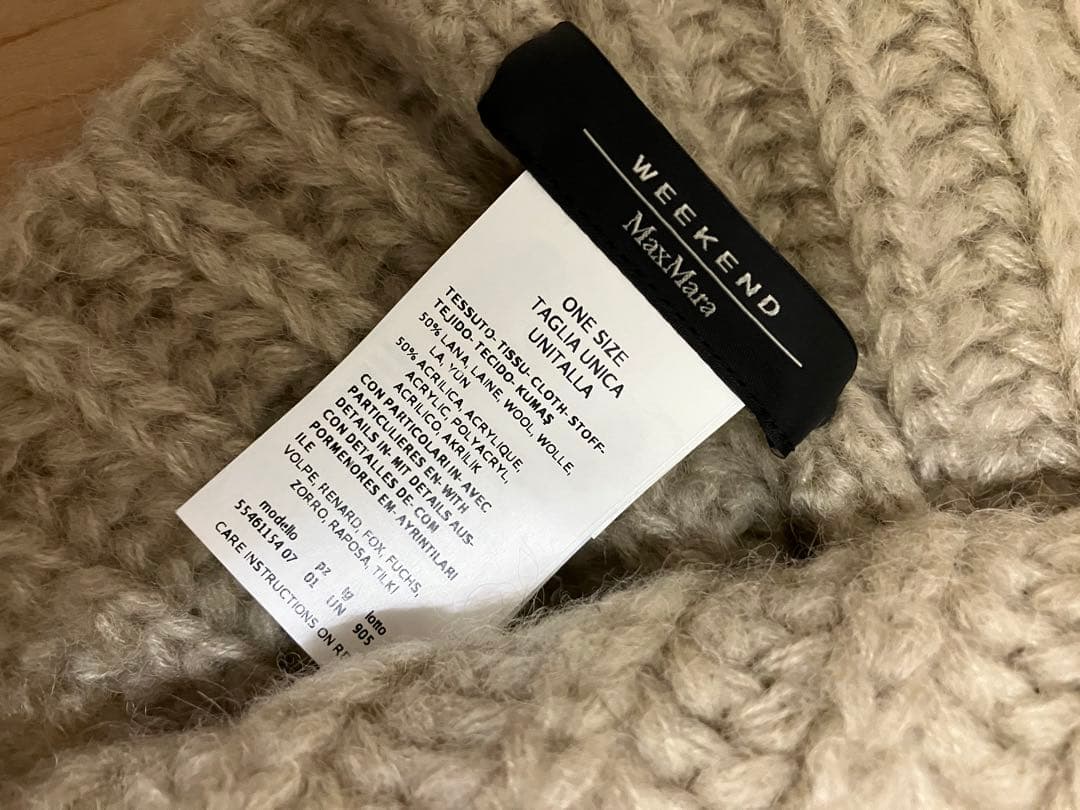 WEEKEND
MaxMara
ONE SIZE
TAGLIA UNICA
UNITALLA
TESSUTO- TISSU- CLOTH- STOFF-
TEJIDO- TECIDO- KUMAŞ
50% LANA, LAINE, WOOL, WOLLE,
LA, YÜN
50% ACRILICA, ACRYLIQUE,
ACRYLIC, POLYACRYL,
ACRILICO, AKRİLİK
CON PARTICOLARI IN- AVEC
PARTICULIERES EN- WITH
DETAILS IN- MIT DETAILS AUS-
CON DETALLES DE- COM
PORMENORES EM- AYRINTILARI
ILE
VOLPE, RENARD, FOX, FUCHS,
ZORRO, RAPOSA, TILKI
modello pz lg lotto
55461154 07 01 UN 905
CARE INSTRUCTIONS ON